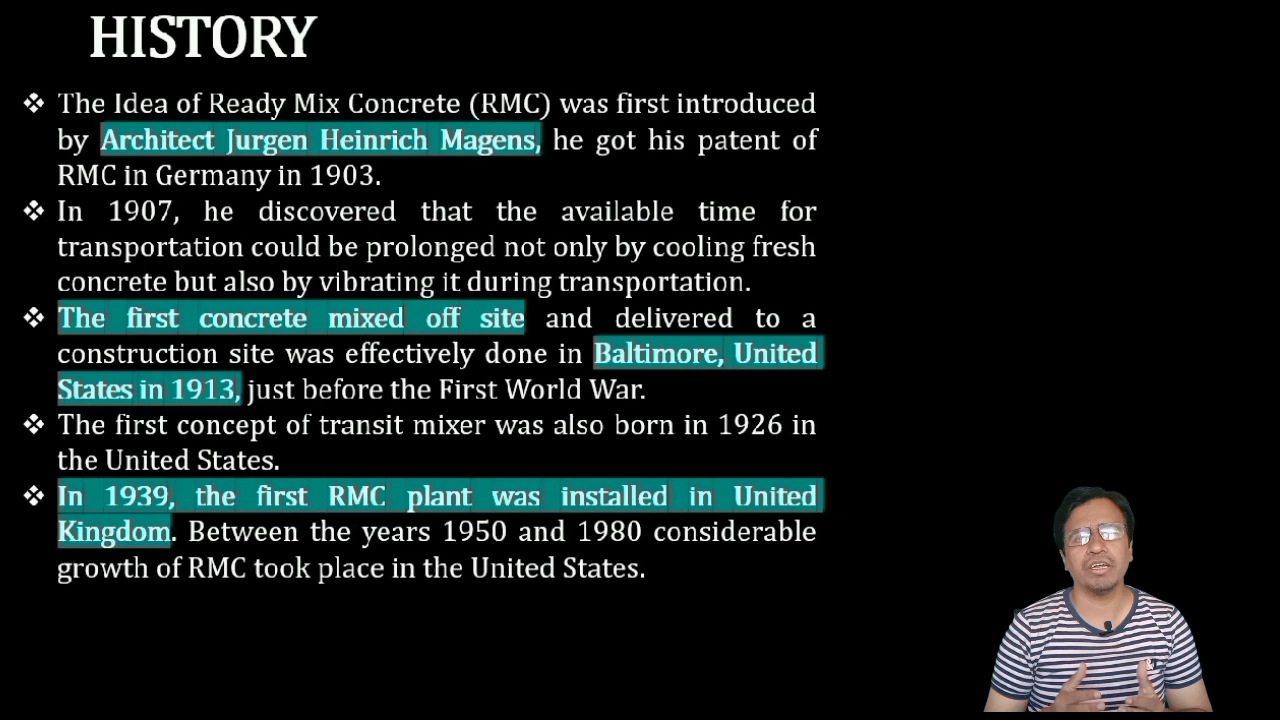 HISTORY
❖ The Idea of Ready Mix Concrete (RMC) was first introduced
by Architect Jurgen Heinrich Magens, he got his patent of
RMC in Germany in 1903.
❖ In 1907, he discovered that the available time for
transportation could be prolonged not only by cooling fresh
concrete but also by vibrating it during transportation.
❖ The first concrete mixed off site and delivered to a
construction site was effectively done in Baltimore, United
States in 1913, just before the First World War.
❖ The first concept of transit mixer was also born in 1926 in
the United States.
❖ In 1939, the first RMC plant was installed in United
Kingdom. Between the years 1950 and 1980 considerable
growth of RMC took place in the United States.